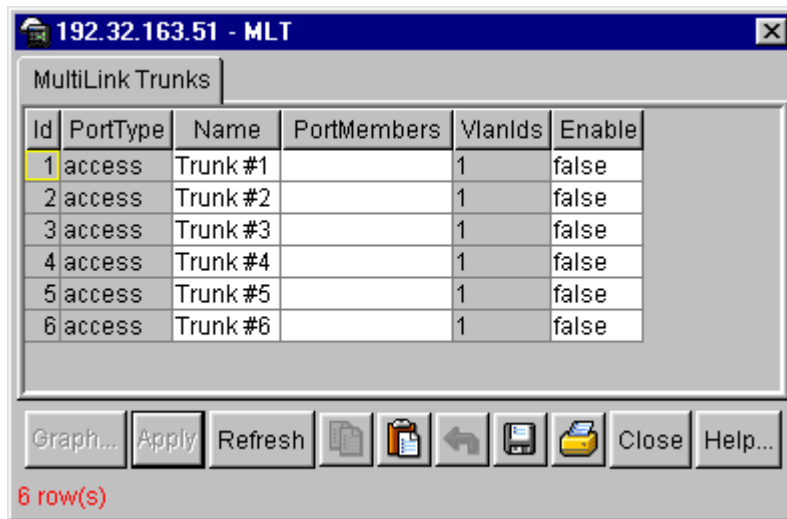 192.32.163.51 - MLT
MultiLink Trunks
Id PortType Name PortMembers VlanIds Enable
1 access Trunk #1 1 false
2 access Trunk #2 1 false
3 access Trunk #3 1 false
4 access Trunk #4 1 false
5 access Trunk #5 1 false
6 access Trunk #6 1 false
Graph... Apply Refresh Close Help...
6 row(s)